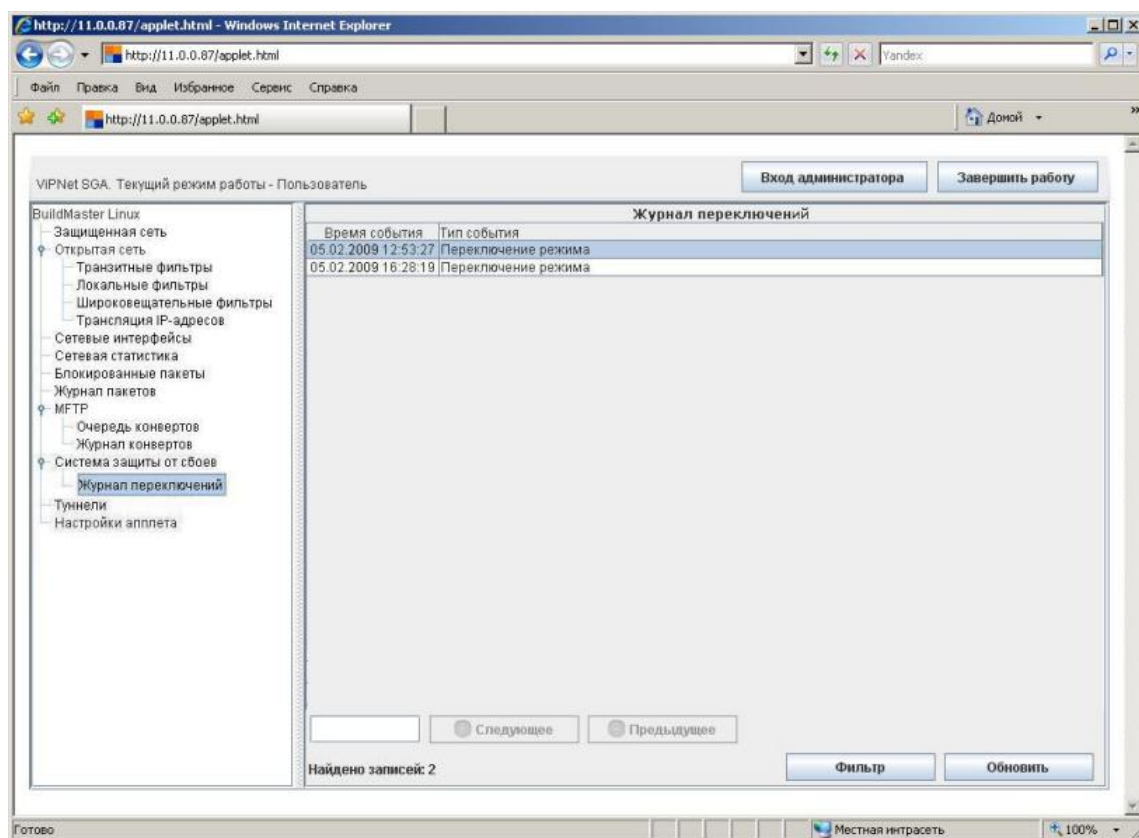 http://11.0.0.87/applet.html - Windows Internet Explorer
http://11.0.0.87/applet.html
Yandex
Файл Правка Вид Избранное Сервис Справка
http://11.0.0.87/applet.html
Домой
ViPNet SGA. Текущий режим работы - Пользователь
Вход администратора
Завершить работу
BuildMaster Linux
Защищенная сеть
Открытая сеть
Транзитные фильтры
Локальные фильтры
Широковещательные фильтры
Трансляция IP-адресов
Сетевые интерфейсы
Сетевая статистика
Блокированные пакеты
Журнал пакетов
MFTP
Очередь конвертов
Журнал конвертов
Система защиты от сбоев
Журнал переключений
Туннели
Настройки апплета
Журнал переключений
Время события Тип события
05.02.2009 12:53:27 Переключение режима
05.02.2009 16:28:19 Переключение режима
Следующее
Предыдущее
Найдено записей: 2
Фильтр
Обновить
Готово
Местная интрасеть
100%